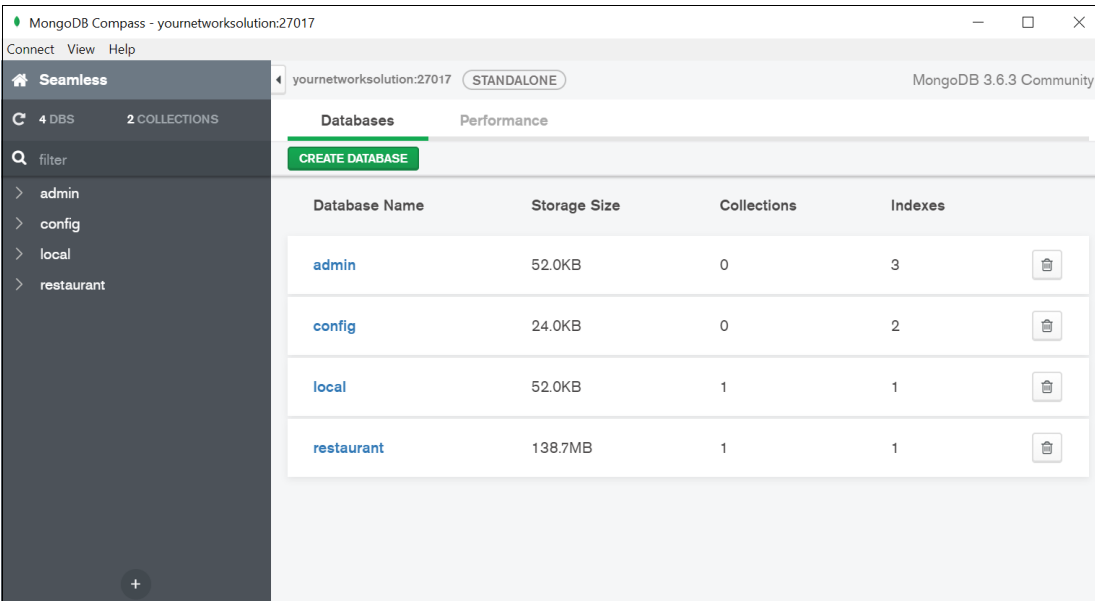 MongoDB Compass - yournetworksolution:27017
Connect View Help
Seamless
yournetworksolution:27017 STANDALONE MongoDB 3.6.3 Community
4 DBS 2 COLLECTIONS
Databases Performance
filter
CREATE DATABASE
admin
config
local
restaurant
Database Name Storage Size Collections Indexes
admin 52.0KB 0 3
config 24.0KB 0 2
local 52.0KB 1 1
restaurant 138.7MB 1 1